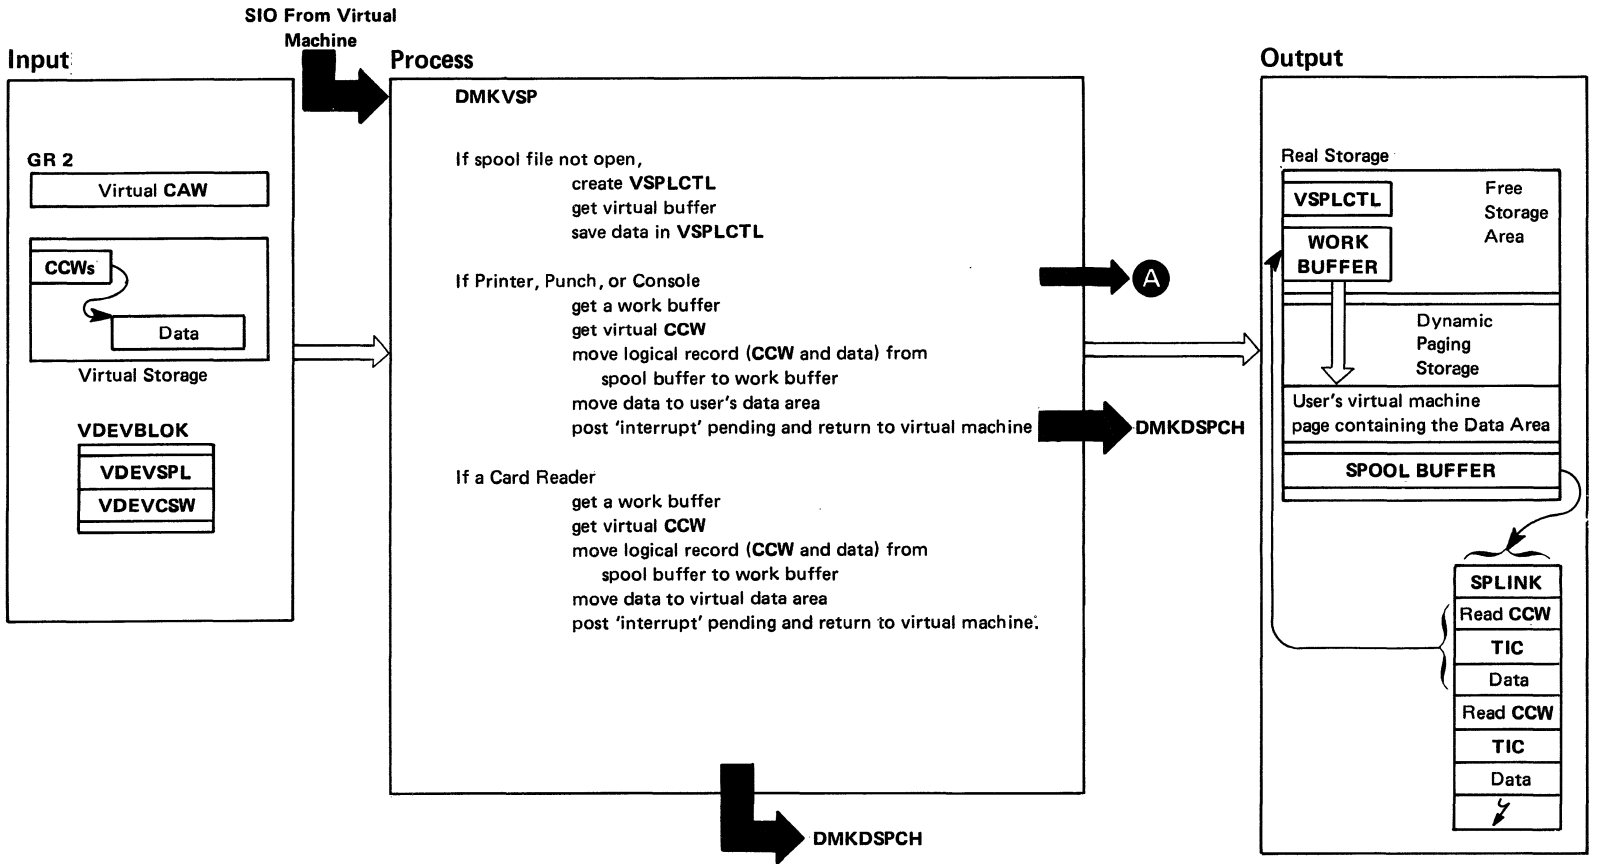 SIO From Virtual
Machine
Input
Process
Output
GR 2
Virtual CAW
CCWs
Data
Virtual Storage
VDEVBLOK
VDEVSPL
VDEVCSW
DMKVSP
If spool file not open,
create VSPLCTL
get virtual buffer
save data in VSPLCTL
If Printer, Punch, or Console
get a work buffer
get virtual CCW
move logical record (CCW and data) from
spool buffer to work buffer
move data to user's data area
post 'interrupt' pending and return to virtual machine
If a Card Reader
get a work buffer
get virtual CCW
move logical record (CCW and data) from
spool buffer to work buffer
move data to virtual data area
post 'interrupt' pending and return to virtual machine.
A
DMKDSPCH
DMKDSPCH
Real Storage
VSPLCTL
Free
Storage
Area
WORK
BUFFER
Dynamic
Paging
Storage
User's virtual machine
page containing the Data Area
SPOOL BUFFER
SPLINK
Read CCW
TIC
Data
Read CCW
TIC
Data